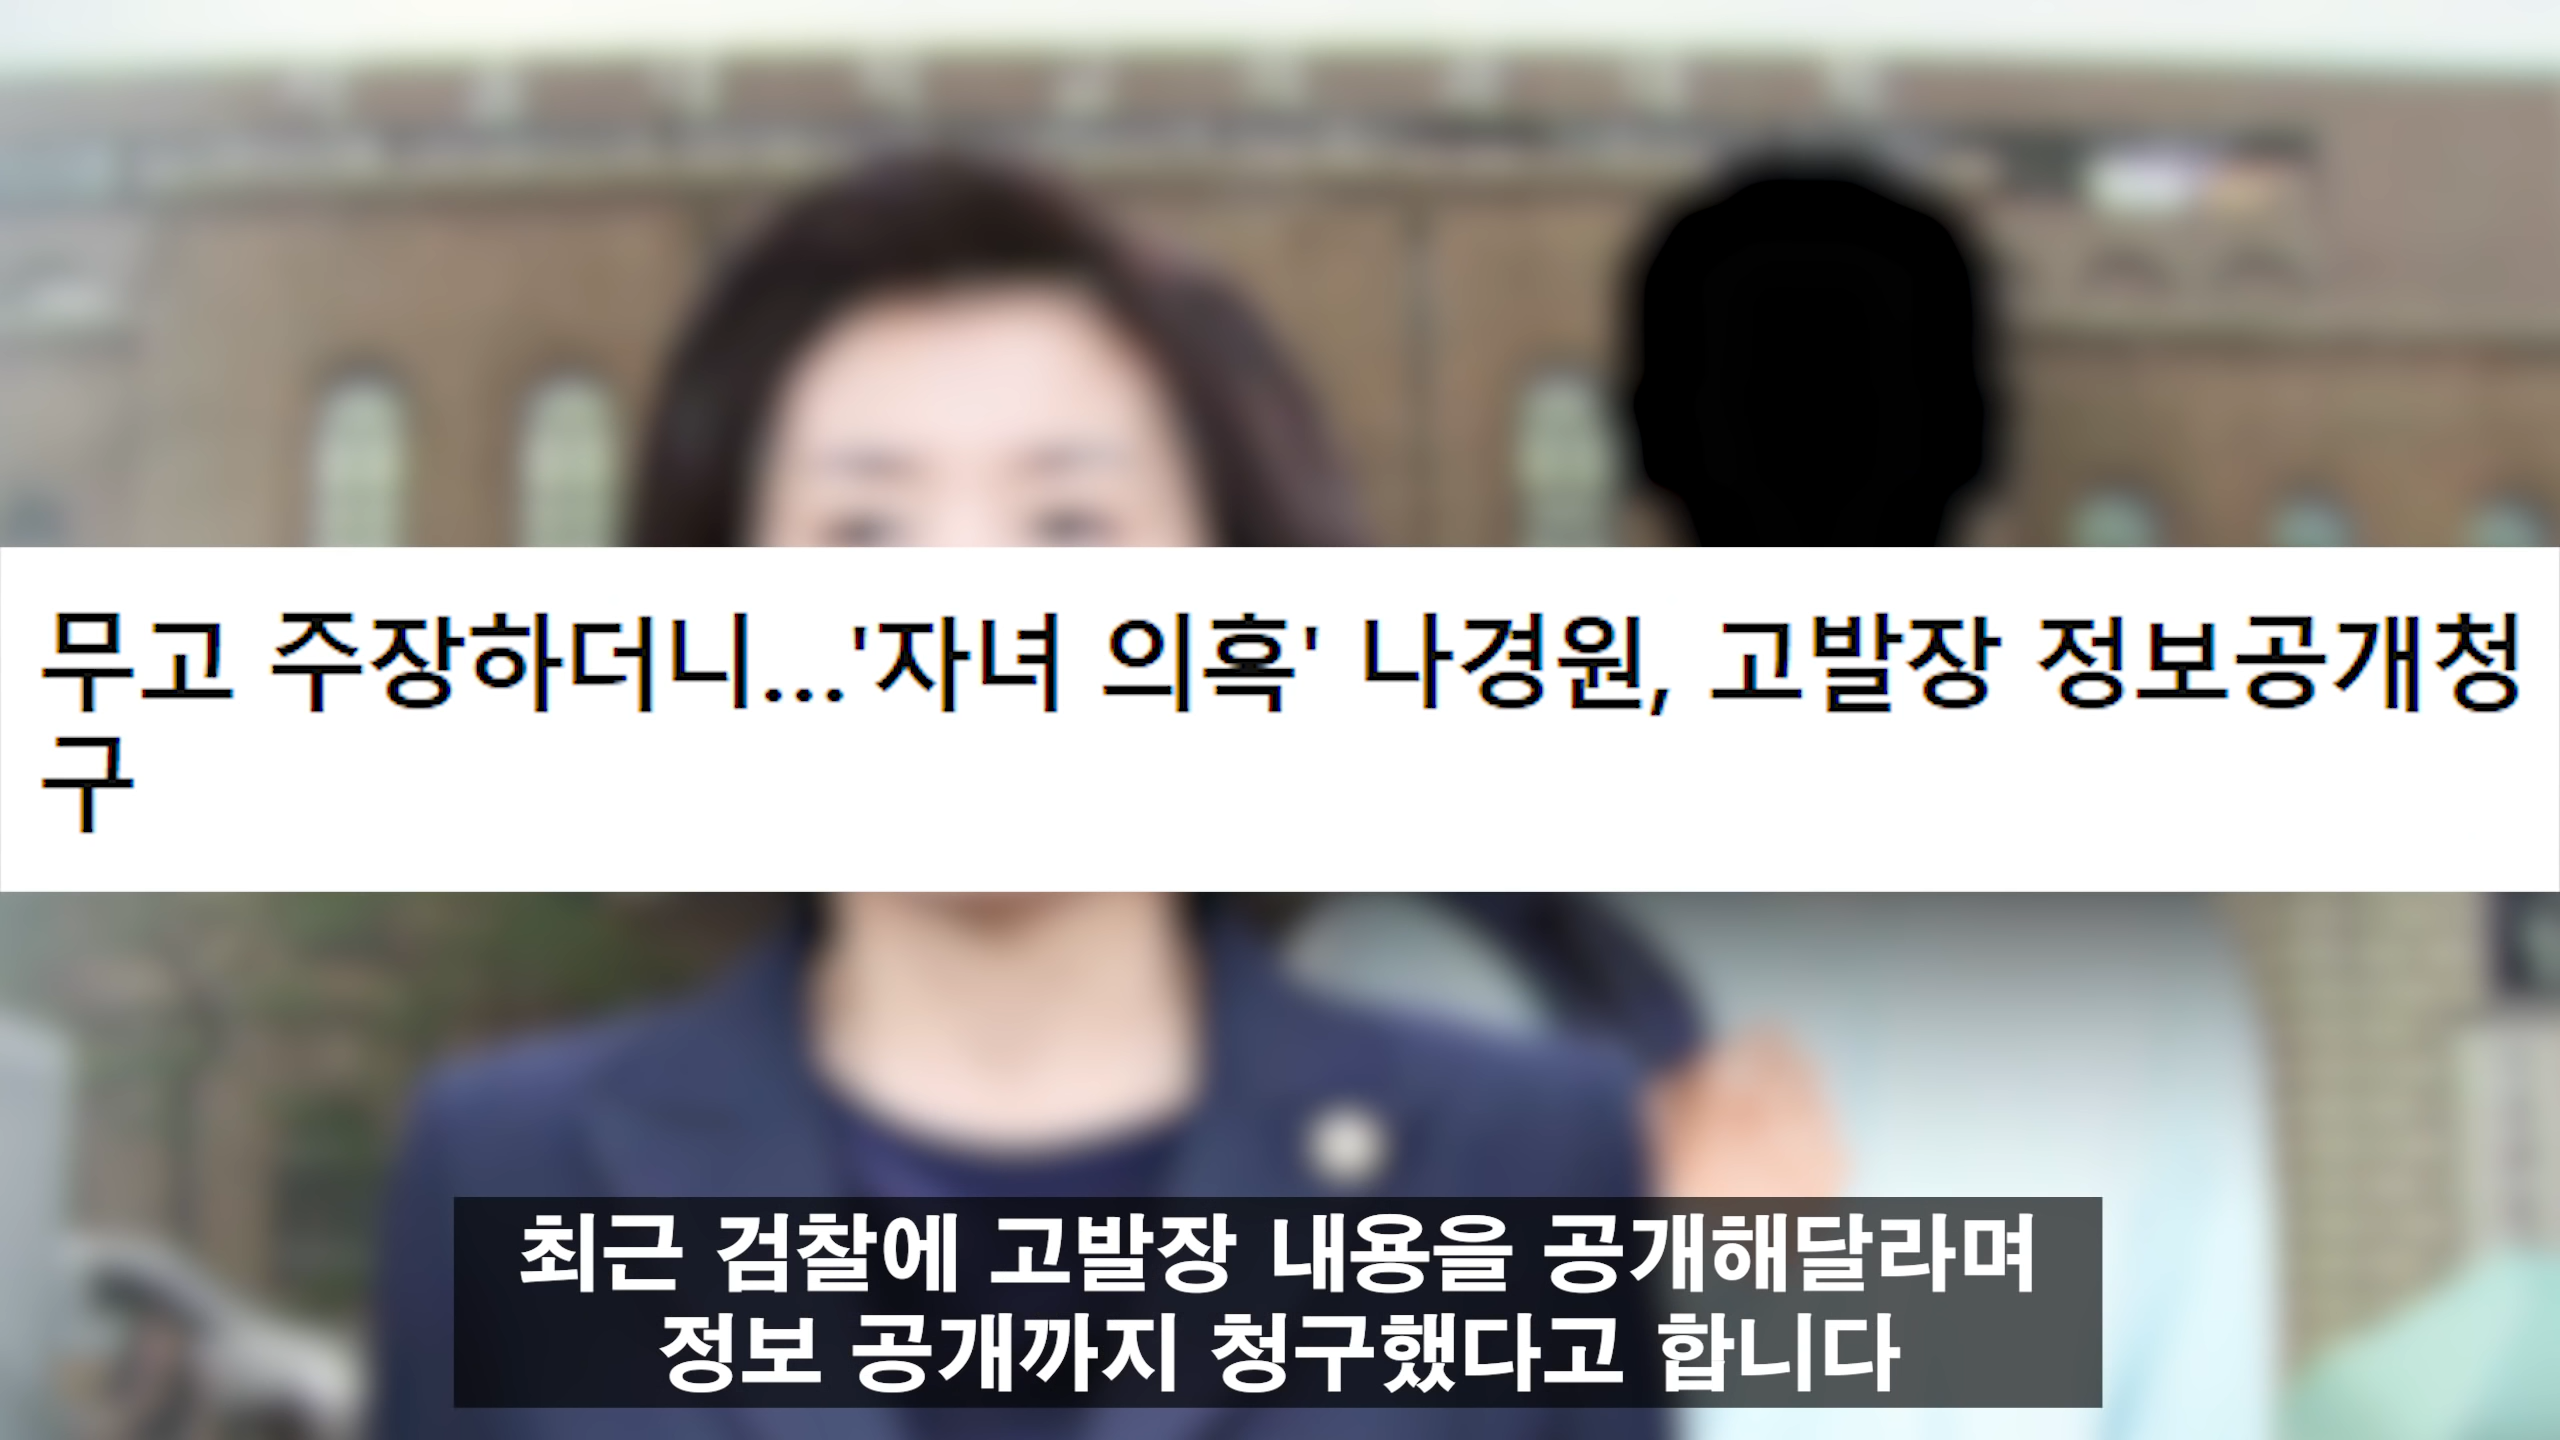 무고 주장하더니...'자녀 의혹' 나경원, 고발장 정보공개청
구
최근 검찰에 고발장 내용을 공개해달라며
정보 공개까지 청구했다고 합니다